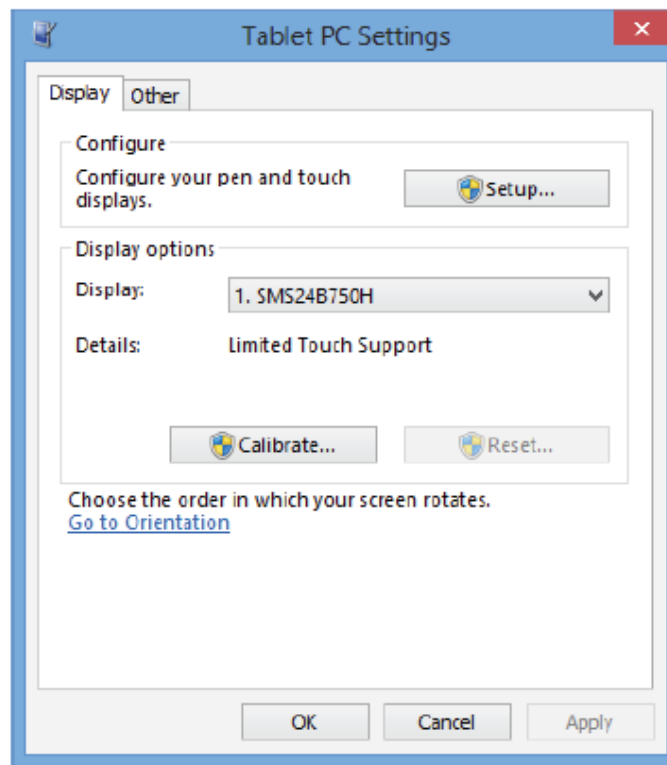 Tablet PC Settings
Display
Other
Configure
Configure your pen and touch
displays.
Setup...
Display options
Display:
1. SMS24B750H
Details:
Limited Touch Support
Calibrate...
Reset...
Choose the order in which your screen rotates.
Go to Orientation
OK
Cancel
Apply